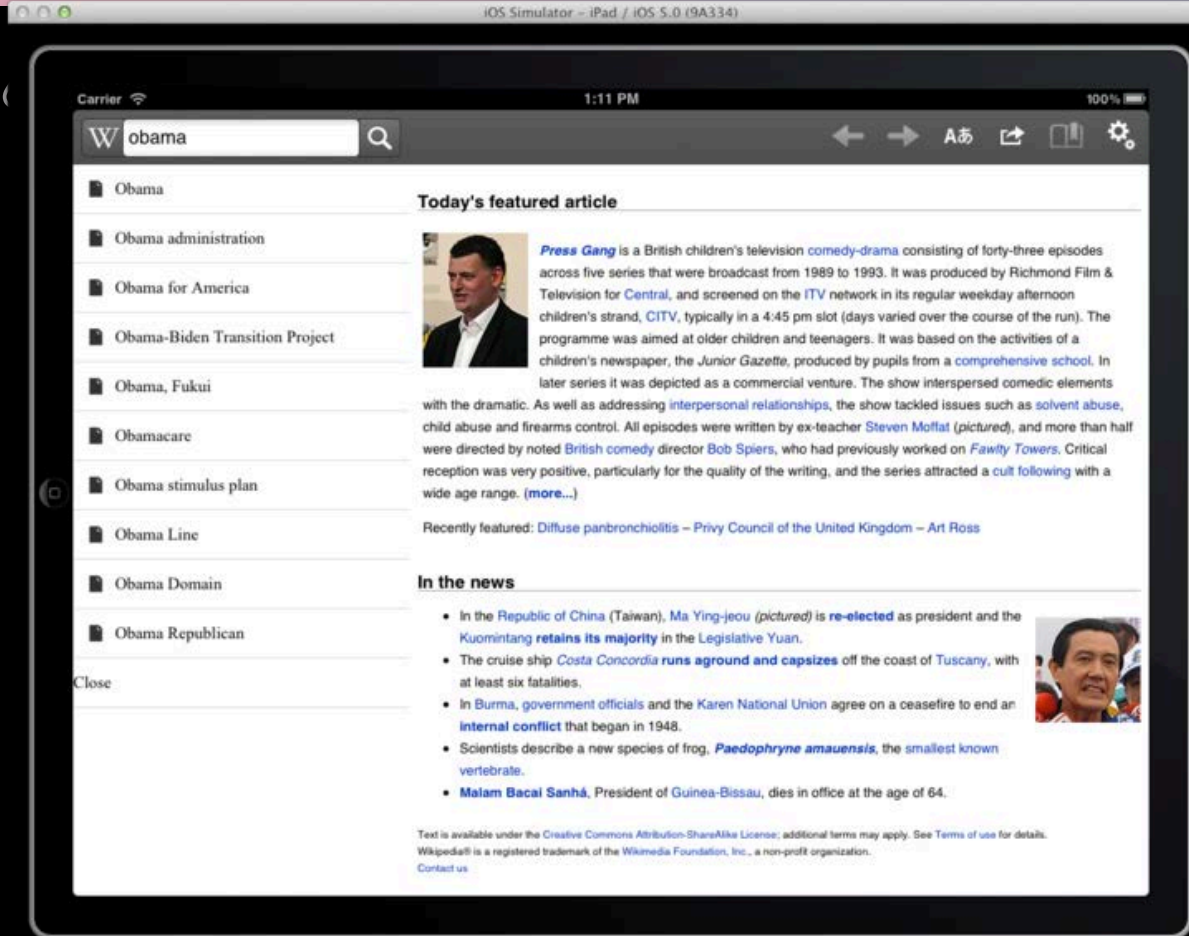 iOS Simulator - iPad / iOS 5.0 (9A334)
Carrier 1:11 PM 100%
W obama Aあ
Obama
Obama administration
Obama for America
Obama-Biden Transition Project
Obama, Fukui
Obamacare
Obama stimulus plan
Obama Line
Obama Domain
Obama Republican
Close
Today's featured article
Press Gang is a British children's television comedy-drama consisting of forty-three episodes
across five series that were broadcast from 1989 to 1993. It was produced by Richmond Film &
Television for Central, and screened on the ITV network in its regular weekday afternoon
children's strand, CITV, typically in a 4:45 pm slot (days varied over the course of the run). The
programme was aimed at older children and teenagers. It was based on the activities of a
children's newspaper, the Junior Gazette, produced by pupils from a comprehensive school. In
later series it was depicted as a commercial venture. The show interspersed comedic elements
with the dramatic. As well as addressing interpersonal relationships, the show tackled issues such as solvent abuse,
child abuse and firearms control. All episodes were written by ex-teacher Steven Moffat (pictured), and more than half
were directed by noted British comedy director Bob Spiers, who had previously worked on Fawlty Towers. Critical
reception was very positive, particularly for the quality of the writing, and the series attracted a cult following with a
wide age range. (more...)
Recently featured: Diffuse panbronchiolitis – Privy Council of the United Kingdom – Art Ross
In the news
• In the Republic of China (Taiwan), Ma Ying-jeou (pictured) is re-elected as president and the
Kuomintang retains its majority in the Legislative Yuan.
• The cruise ship Costa Concordia runs aground and capsizes off the coast of Tuscany, with
at least six fatalities.
• In Burma, government officials and the Karen National Union agree on a ceasefire to end an
internal conflict that began in 1948.
• Scientists describe a new species of frog, Paedophryne amauensis, the smallest known
vertebrate.
• Malam Bacai Sanhá, President of Guinea-Bissau, dies in office at the age of 64.
Text is available under the Creative Commons Attribution-ShareAlike License; additional terms may apply. See Terms of use for details.
Wikipedia® is a registered trademark of the Wikimedia Foundation, Inc., a non-profit organization.
Contact us